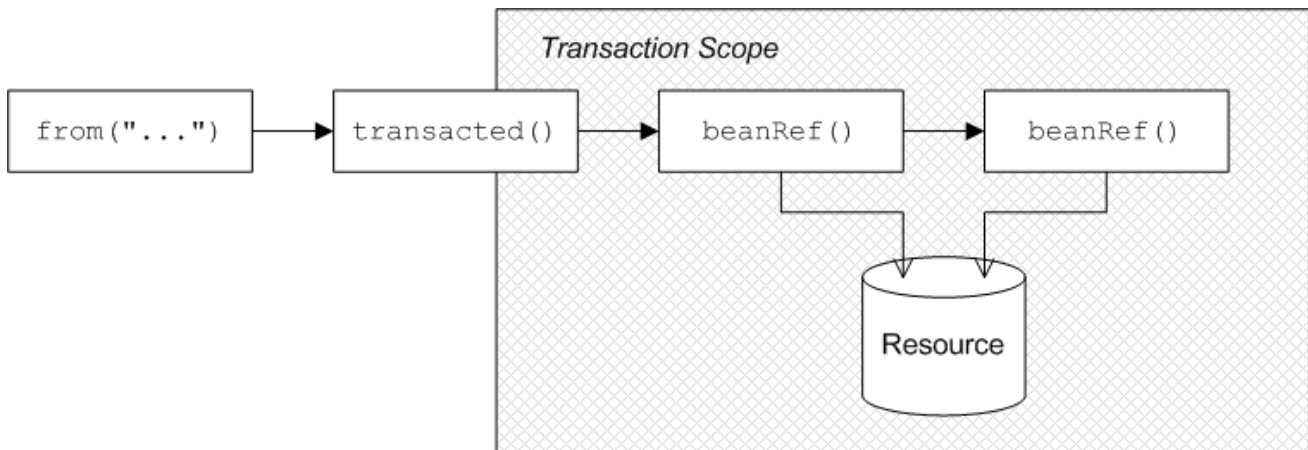 Transaction Scope
from("...")
transacted()
beanRef()
beanRef()
Resource